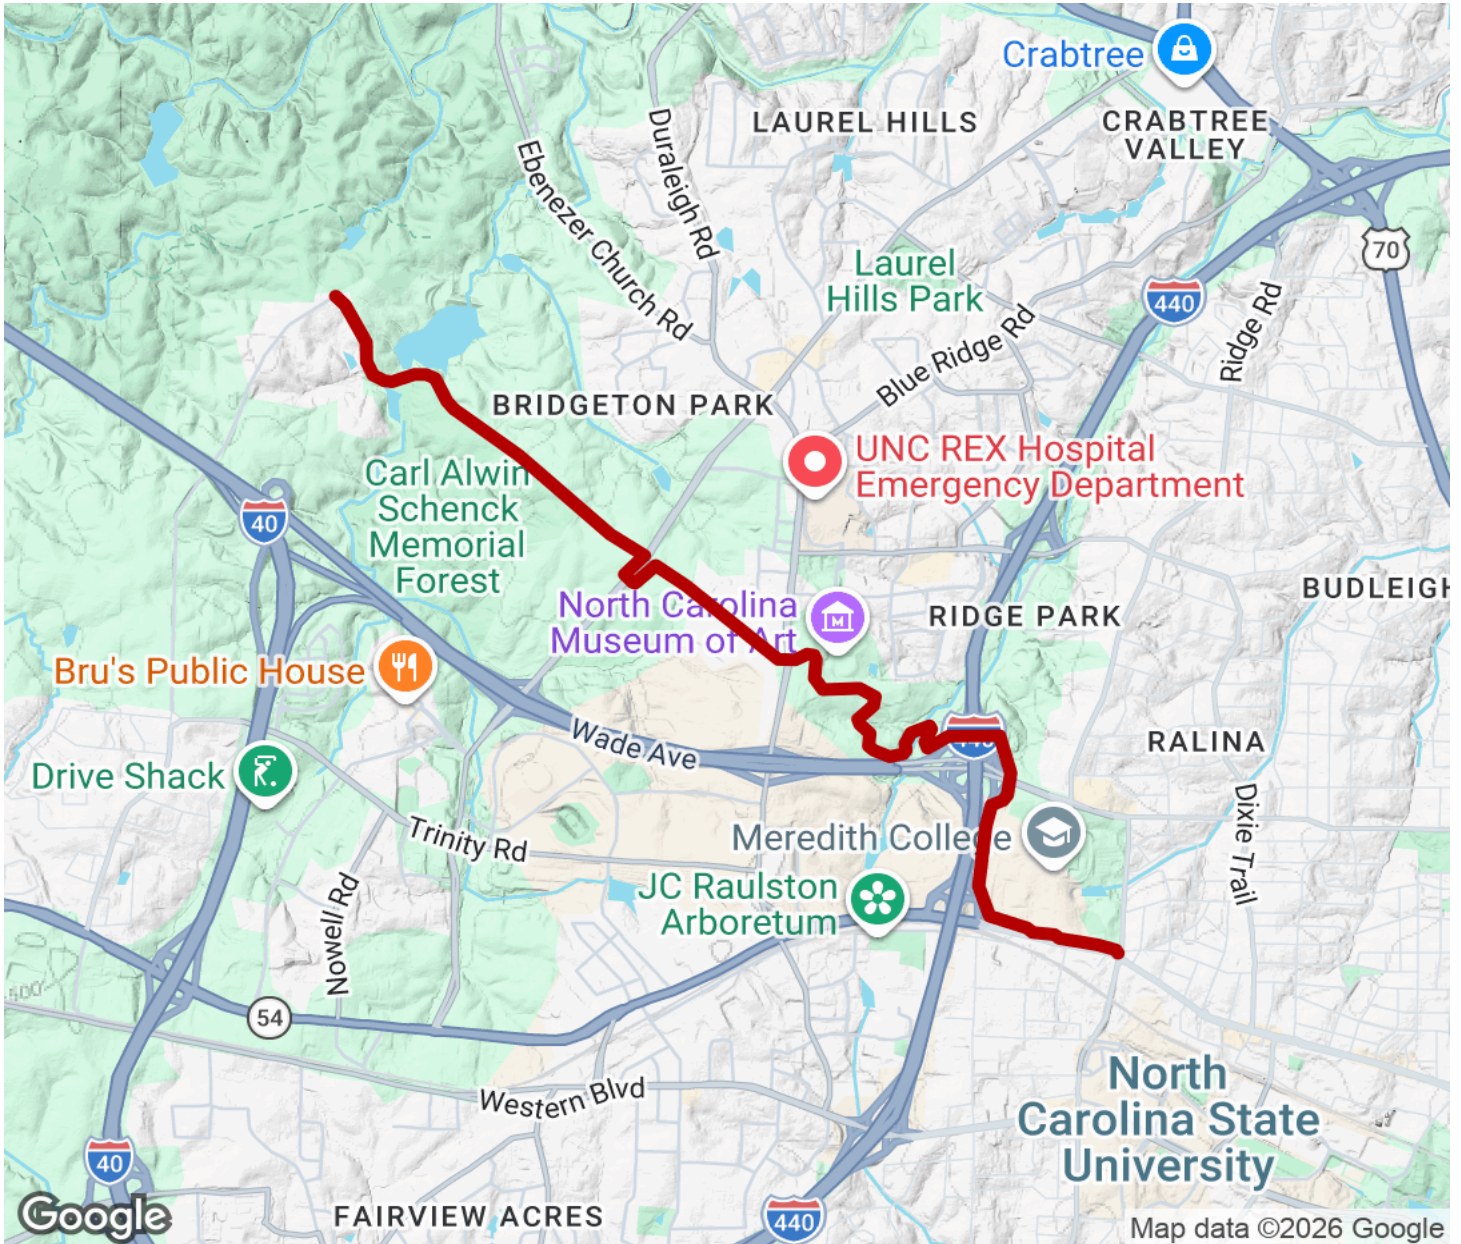 Crabtree
LAUREL HILLS
CRABTREE
VALLEY
Duraleigh Rd
Ebenezer Church Rd
70
Laurel
Hills Park
440
Ridge Rd
Blue Ridge Rd
BRIDGETON PARK
UNC REX Hospital
Emergency Department
Carl Alwin
Schenck
Memorial
Forest
40
BUDLEIGH
North Carolina
Museum of Art
M
RIDGE PARK
Bru's Public House
Wade Ave
RALINA
Drive Shack
Dixie Trail
Trinity Rd
Meredith College
JC Raulston
Arboretum
Nowell Rd
500
54
North
Carolina State
University
Western Blvd
40
440
FAIRVIEW ACRES
Google
Map data ©2026 Google